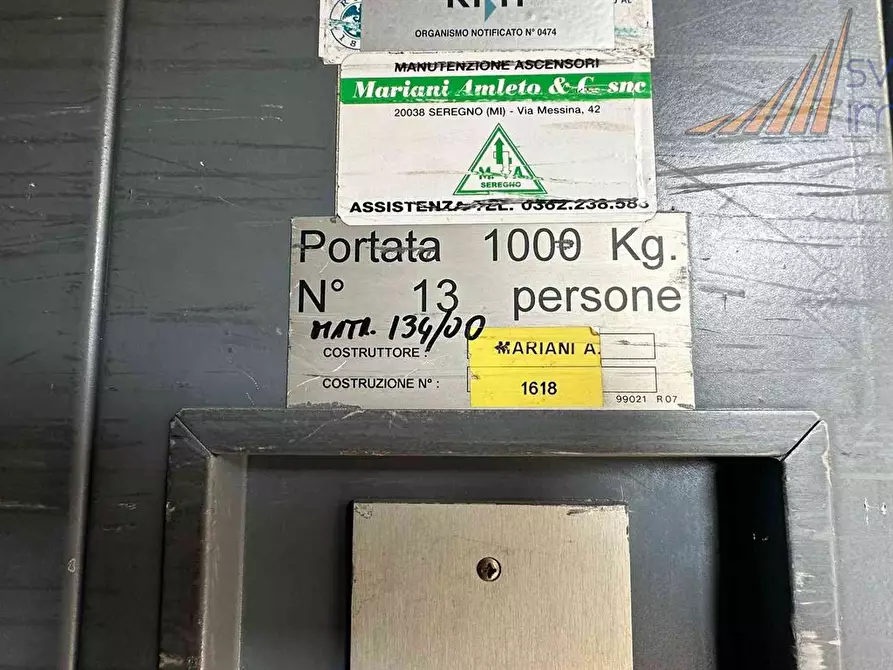 ORGANISMO NOTIFICATO N° 0474
MANUTENZIONE ASCENSORI
Mariani Amleto & C. snc
20038 SEREGNO (MI) - Via Messina, 42
M A
SEREGNO
ASSISTENZA TEL. 0362.238.583
Portata 1000 Kg.
N° 13 persone
MATR. 134/00
COSTRUTTORE: MARIANI A.
COSTRUZIONE N°: 1618
99021 R 07